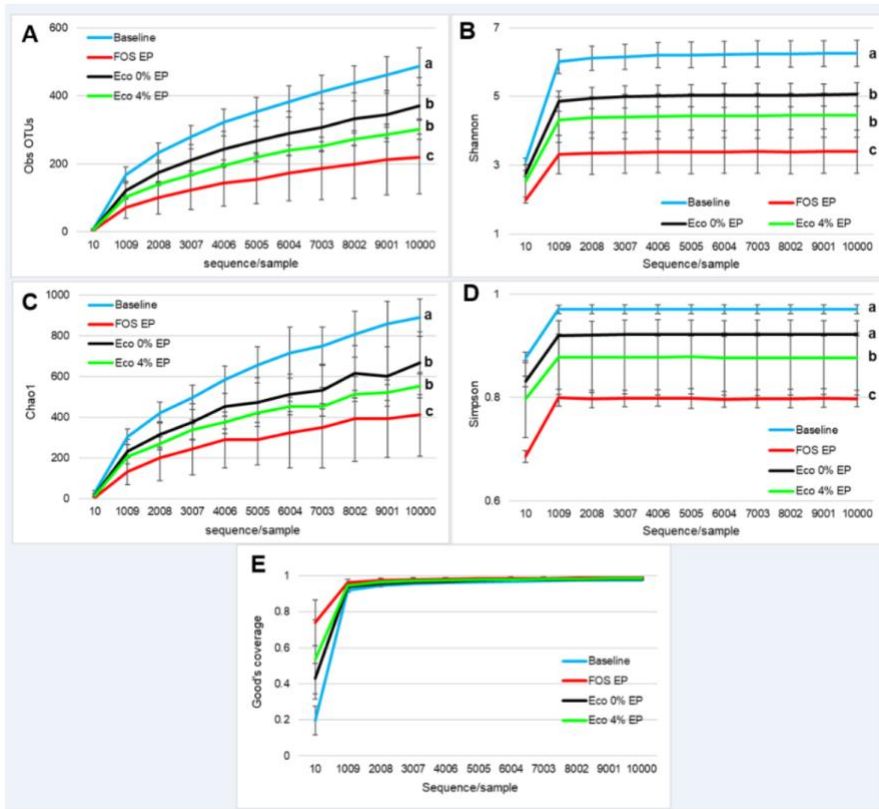 A
Obs OTUs
600
400
200
0
Baseline
FOS EP
Eco 0% EP
Eco 4% EP
a
b
b
c
10 1009 2008 3007 4006 5005 6004 7003 8002 9001 10000
sequence/sample
B
Shannon
7
5
3
1
a
b
b
c
Baseline FOS EP
Eco 0% EP Eco 4% EP
10 1009 2008 3007 4006 5005 6004 7003 8002 9001 10000
Sequence/sample
C
Chao1
1000
800
600
400
200
0
Baseline
FOS EP
Eco 0% EP
Eco 4% EP
a
b
b
c
10 1009 2008 3007 4006 5005 6004 7003 8002 9001 10000
sequence/sample
D
Simpson
1
0.8
0.6
a
a
b
c
Baseline
FOS EP
Eco 0% EP
Eco 4% EP
10 1009 2008 3007 4006 5005 6004 7003 8002 9001 10000
Sequence/sample
E
Good's coverage
1
0.8
0.6
0.4
0.2
0
Baseline
FOS EP
Eco 0% EP
Eco 4% EP
10 1009 2008 3007 4006 5005 6004 7003 8002 9001 10000
Sequence/sample